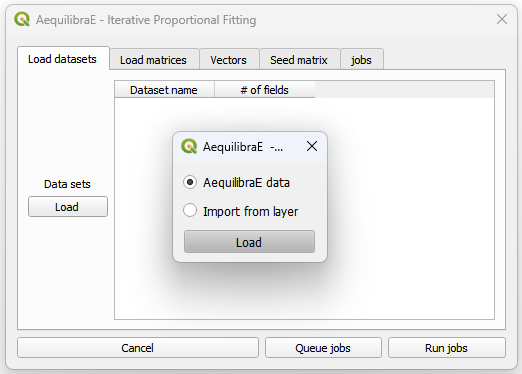 AequilibraE - Iterative Proportional Fitting
Load datasets Load matrices Vectors Seed matrix jobs
Dataset name # of fields
AequilibraE -...
AequilibraE data
Data sets
Import from layer
Load
Load
Cancel Queue jobs Run jobs